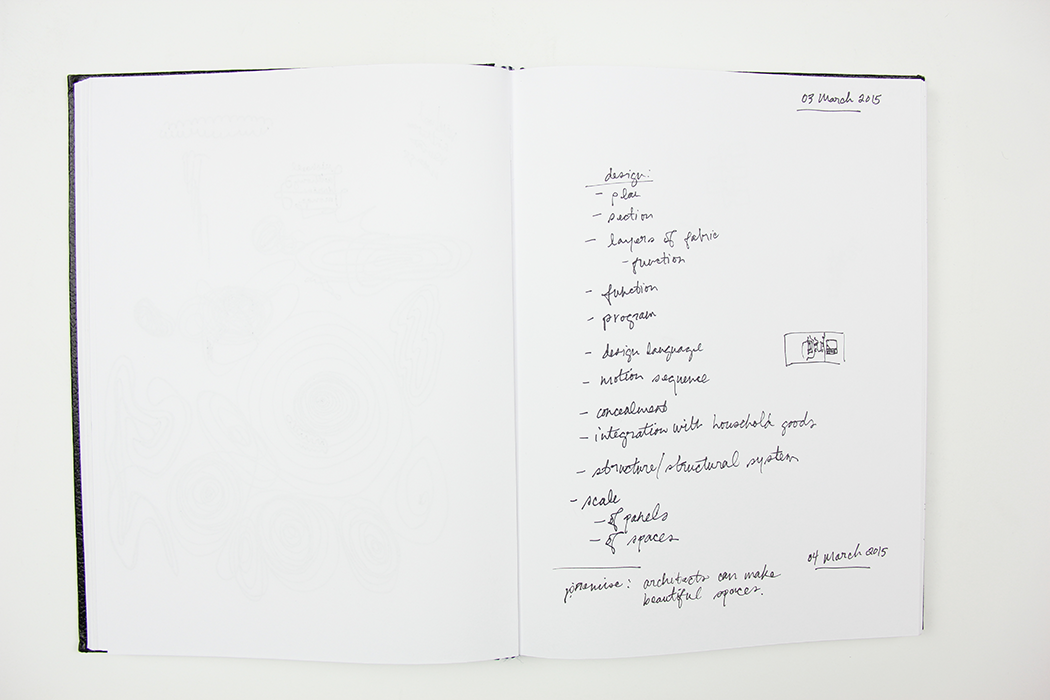 03 March 2015
design:
- plan
- section
- layers of fabric
- function
- function
- program
- design language
- motion sequence
- concealment
- integration with household goods
- structure/structural system
- scale
- of panels
- of spaces
04 March 2015
premise: architects can make
beautiful spaces.